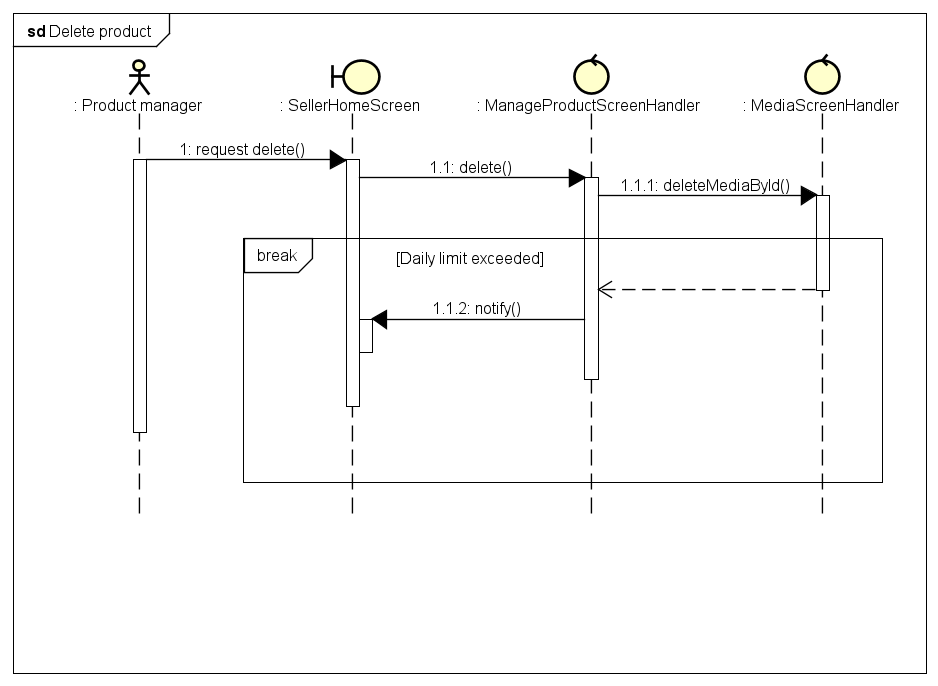 sd Delete product
: Product manager
: SellerHomeScreen
: ManageProductScreenHandler
: MediaScreenHandler
1: request delete()
1.1: delete()
1.1.1: deleteMediaById()
break
[Daily limit exceeded]
1.1.2: notify()